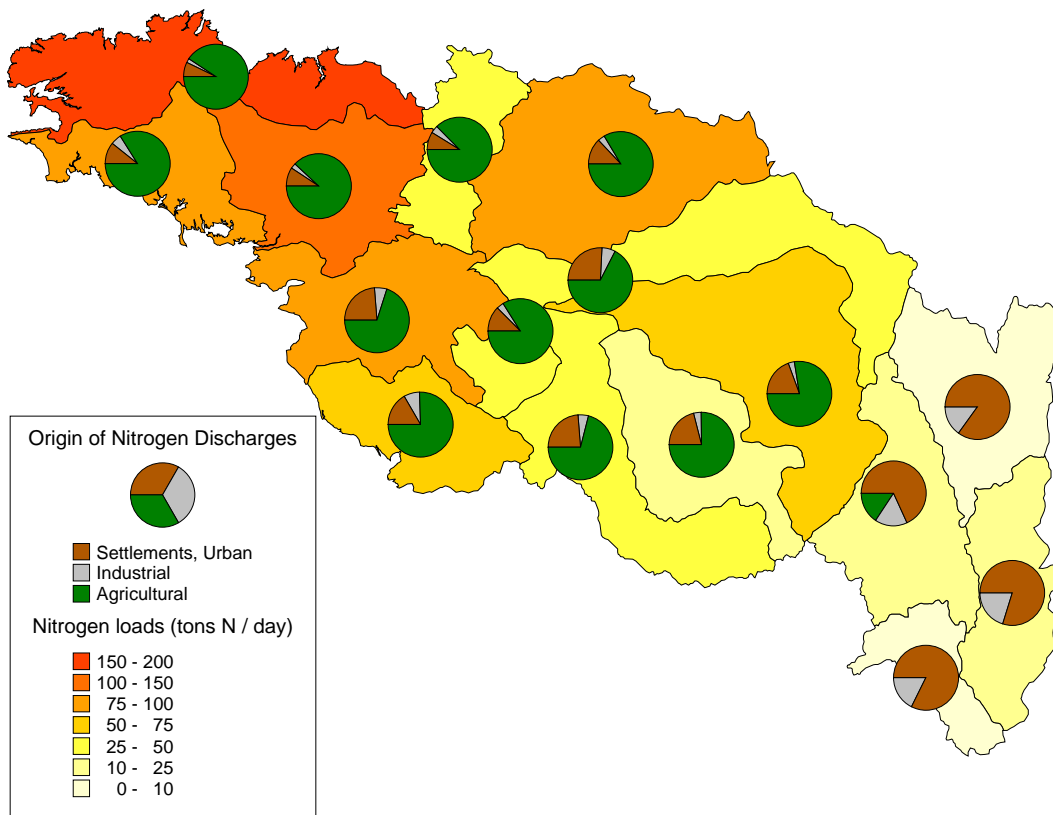 Origin of Nitrogen Discharges
Settlements, Urban
Industrial
Agricultural
Nitrogen loads (tons N / day)
150 - 200
100 - 150
75 - 100
50 - 75
25 - 50
10 - 25
0 - 10